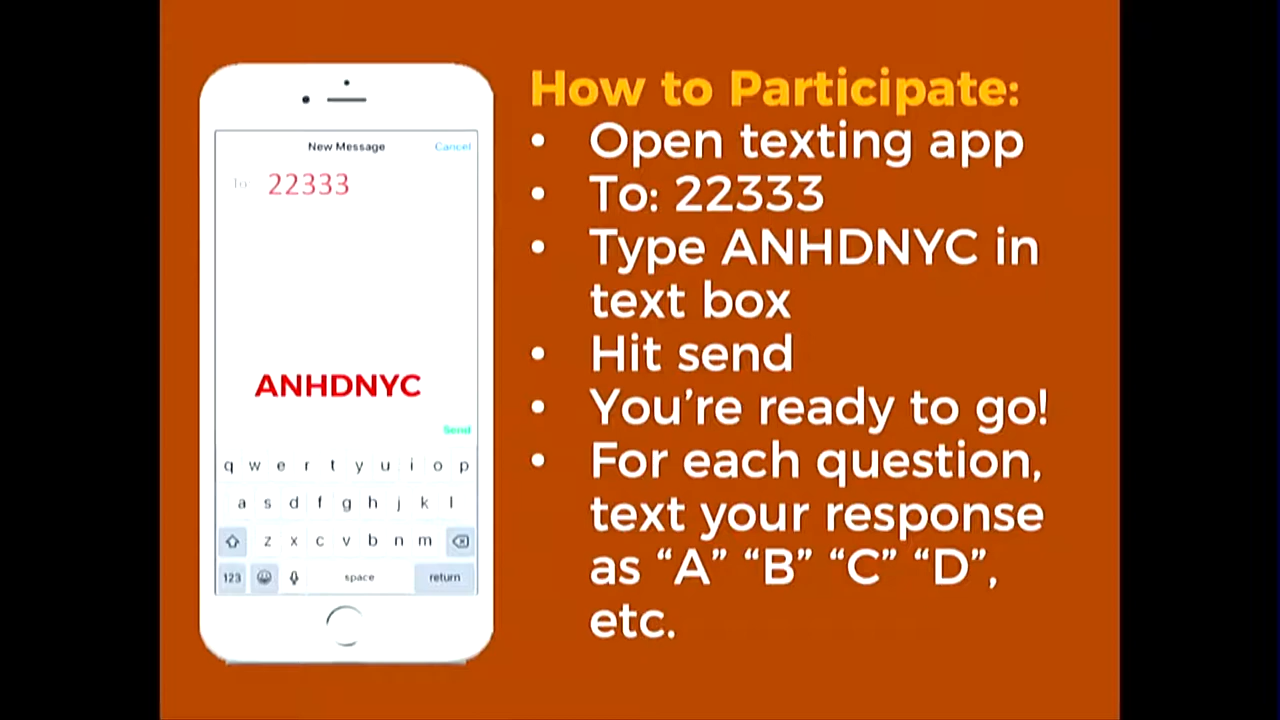 New Message Cancel
To: 22333
ANHDNYC
Send
q w e r t y u i o p
a s d f g h j k l
z x c v b n m
123 space return
How to Participate:
• Open texting app
• To: 22333
• Type ANHDNYC in
text box
• Hit send
• You’re ready to go!
• For each question,
text your response
as “A” “B” “C” “D”,
etc.